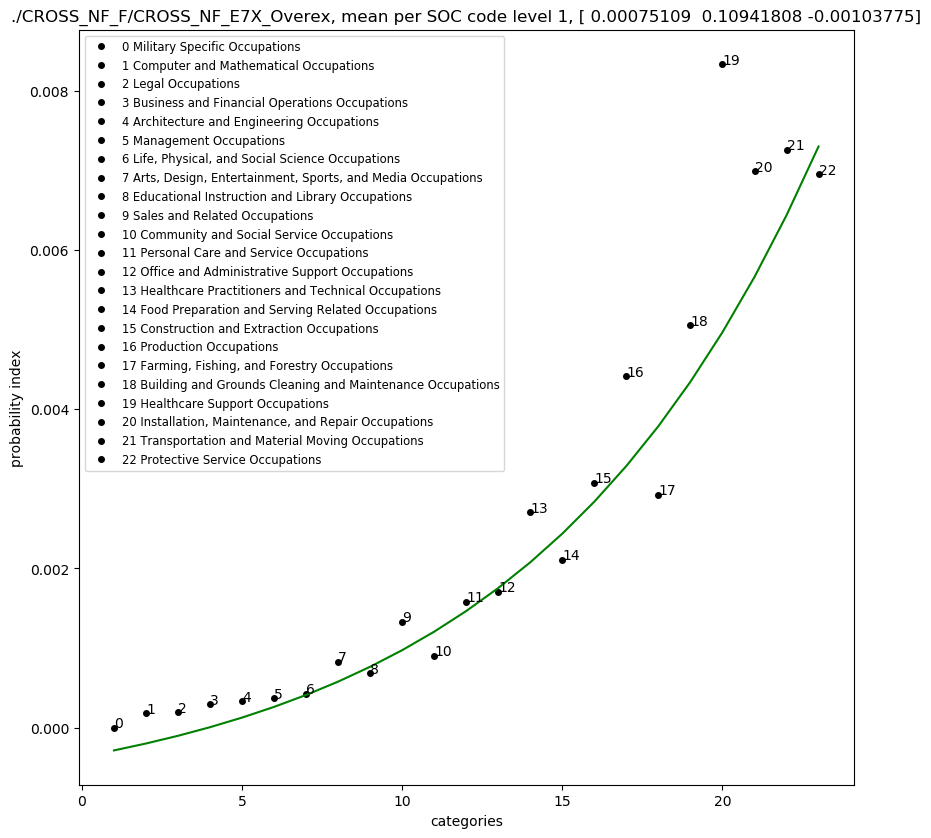 ./CROSS_NF_F/CROSS_NF_E7X_Overex, mean per SOC code level 1, [ 0.00075109  0.10941808 -0.00103775]
0 Military Specific Occupations
1 Computer and Mathematical Occupations
2 Legal Occupations
3 Business and Financial Operations Occupations
4 Architecture and Engineering Occupations
5 Management Occupations
6 Life, Physical, and Social Science Occupations
7 Arts, Design, Entertainment, Sports, and Media Occupations
8 Educational Instruction and Library Occupations
9 Sales and Related Occupations
10 Community and Social Service Occupations
11 Personal Care and Service Occupations
12 Office and Administrative Support Occupations
13 Healthcare Practitioners and Technical Occupations
14 Food Preparation and Serving Related Occupations
15 Construction and Extraction Occupations
16 Production Occupations
17 Farming, Fishing, and Forestry Occupations
18 Building and Grounds Cleaning and Maintenance Occupations
19 Healthcare Support Occupations
20 Installation, Maintenance, and Repair Occupations
21 Transportation and Material Moving Occupations
22 Protective Service Occupations
probability index
0.008
0.006
0.004
0.002
0.000
0
1
2
3
4
5
6
7
8
9
10
11
12
13
14
15
16
17
18
19
20
21
22
0
5
10
15
20
categories